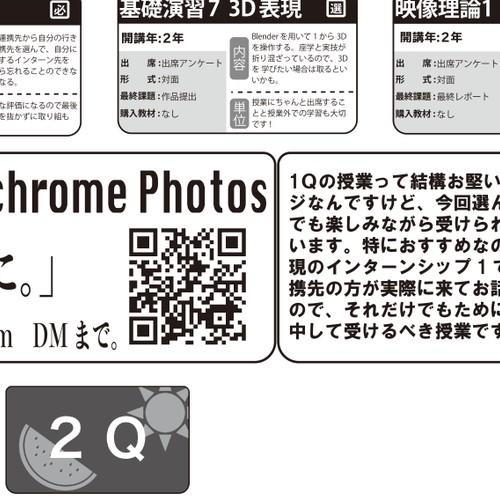 必
連携先から自分の行き
携先を選んで、自分に
するインターン先を
ら忘れることのできな
なる。
な評価になるので最後
を抜かずに取り組も
基礎演習7 3D表現 選
開講年:2年
出　席:出席アンケート
形　式:対面
最終課題:作品提出
購入教材:なし
内容
Blenderを用いて1から3D
を操作する。座学と実技が
折り混ざっているので、3D
を学びたい場合は取るとい
いかも。
単位
授業にちゃんと出席するこ
とと授業外での学習も大切
です!
映像理論1
開講年:2年
出　席:出席アンケート
形　式:対面
最終課題:最終レポート
購入教材:なし
chrome Photos
こ。」
m　DMまで。
1Qの授業って結構お堅い
ジなんですけど、今回選ん
でも楽しみながら受けられ
います。特におすすめなの
現のインターンシップ1で
携先の方が実際に来てお話
ので、それだけでもために
中して受けるべき授業です
2Q